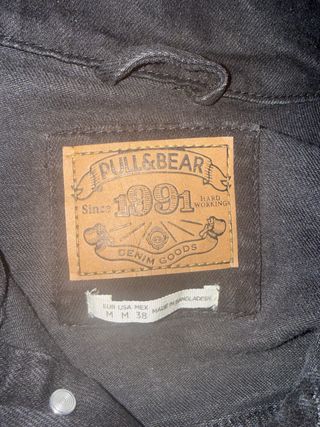 PULL&BEAR
Since 1991 HARD WORKING
DENIM GOODS
EUR USA MEX
M M 38
MADE IN BANGLADESH